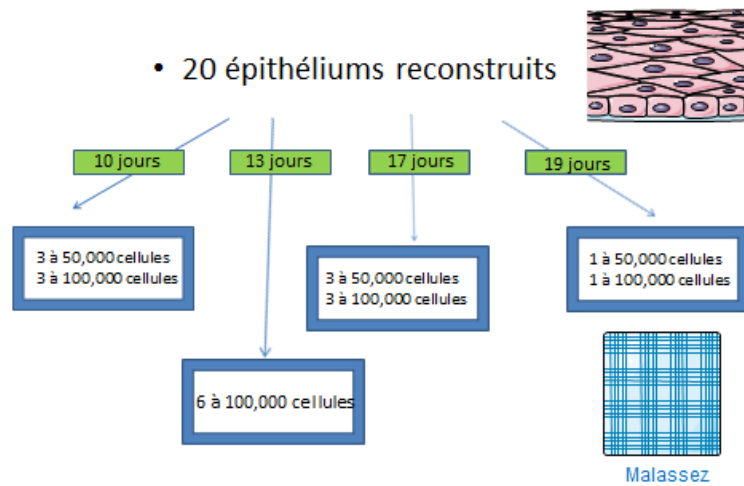 • 20 épithéliums reconstruits
10 jours
13 jours
17 jours
19 jours
3 à 50,000 cellules
3 à 100,000 cellules
3 à 50,000 cellules
3 à 100,000 cellules
1 à 50,000 cellules
1 à 100,000 cellules
6 à 100,000 cellules
Malassez